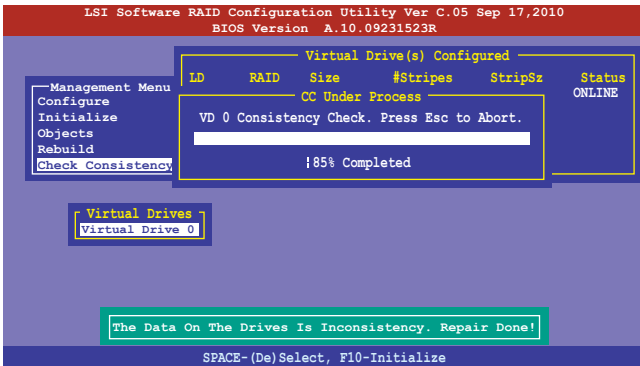 LSI Software RAID Configuration Utility Ver C.05 Sep 17,2010
BIOS Version A.10.09231523R
Virtual Drive(s) Configured
LD RAID Size #Stripes StripSz Status
ONLINE
Management Menu
Configure
Initialize
Objects
Rebuild
Check Consistency
CC Under Process
VD 0 Consistency Check. Press Esc to Abort.
85% Completed
Virtual Drives
Virtual Drive 0
The Data On The Drives Is Inconsistency. Repair Done!
SPACE-(De)Select, F10-Initialize